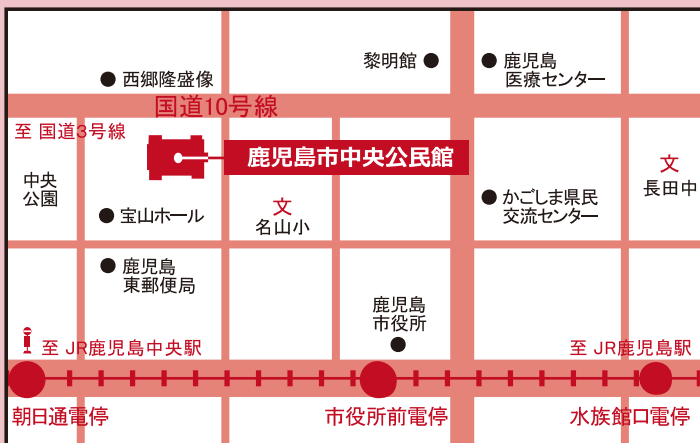 黎明館
鹿児島
医療センター
西郷隆盛像
国道10号線
至 国道3号線
鹿児島市中央公民館
文
長田中
中央
公園
かごしま県民
交流センター
文
名山小
宝山ホール
鹿児島
東郵便局
鹿児島
市役所
至 JR鹿児島中央駅
至 JR鹿児島駅
朝日通電停
市役所前電停
水族館口電停